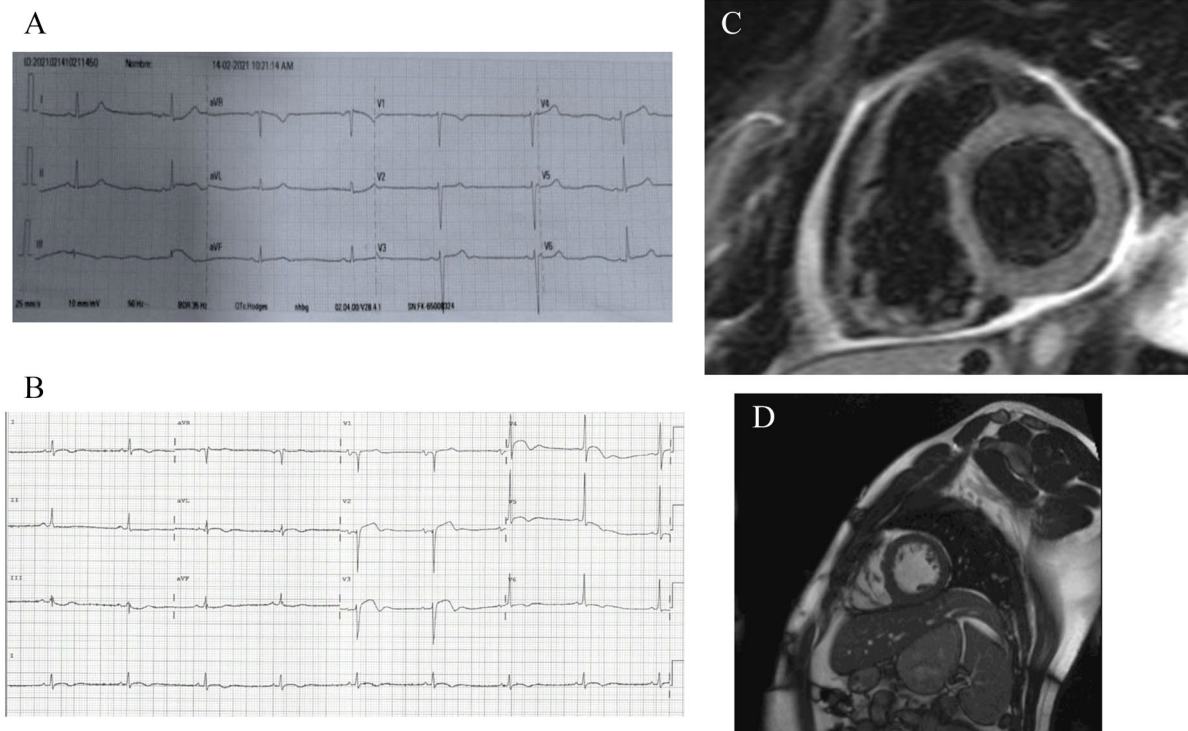 A
ID:2021021410211450 Nombre: 14-02-2021 10:21:14 AM
I aVR V1 V4
II aVL V2 V5
III aVF V3 V6
25 mm/s 10 mm/mV 50 Hz BDR 35 Hz QTc.Hodges nhbg 02.04.00/V28.4.1
B
I aVR V1 V4
II aVL V2 V5
III aVF V3 V6
I
C
D